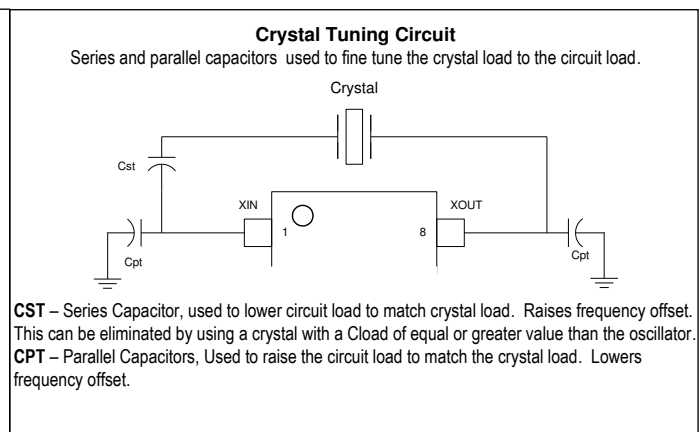 Crystal Tuning Circuit
Series and parallel capacitors used to fine tune the crystal load to the circuit load.
Crystal
Cst
XIN
XOUT
1
8
Cpt
Cpt
CST – Series Capacitor, used to lower circuit load to match crystal load. Raises frequency offset.
This can be eliminated by using a crystal with a Cload of equal or greater value than the oscillator.
CPT – Parallel Capacitors, Used to raise the circuit load to match the crystal load. Lowers
frequency offset.